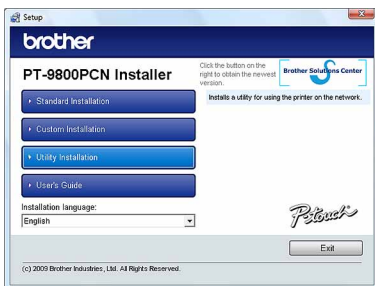 Setup
brother
PT-9800PCN Installer
Click the button on the
right to obtain the newest
version.
Brother Solutions Center
Installs a utility for using the printer on the network.
Standard Installation
Custom Installation
Utility Installation
User's Guide
Installation language:
English
P-touch
Exit
(c) 2009 Brother Industries, Ltd. All Rights Reserved.